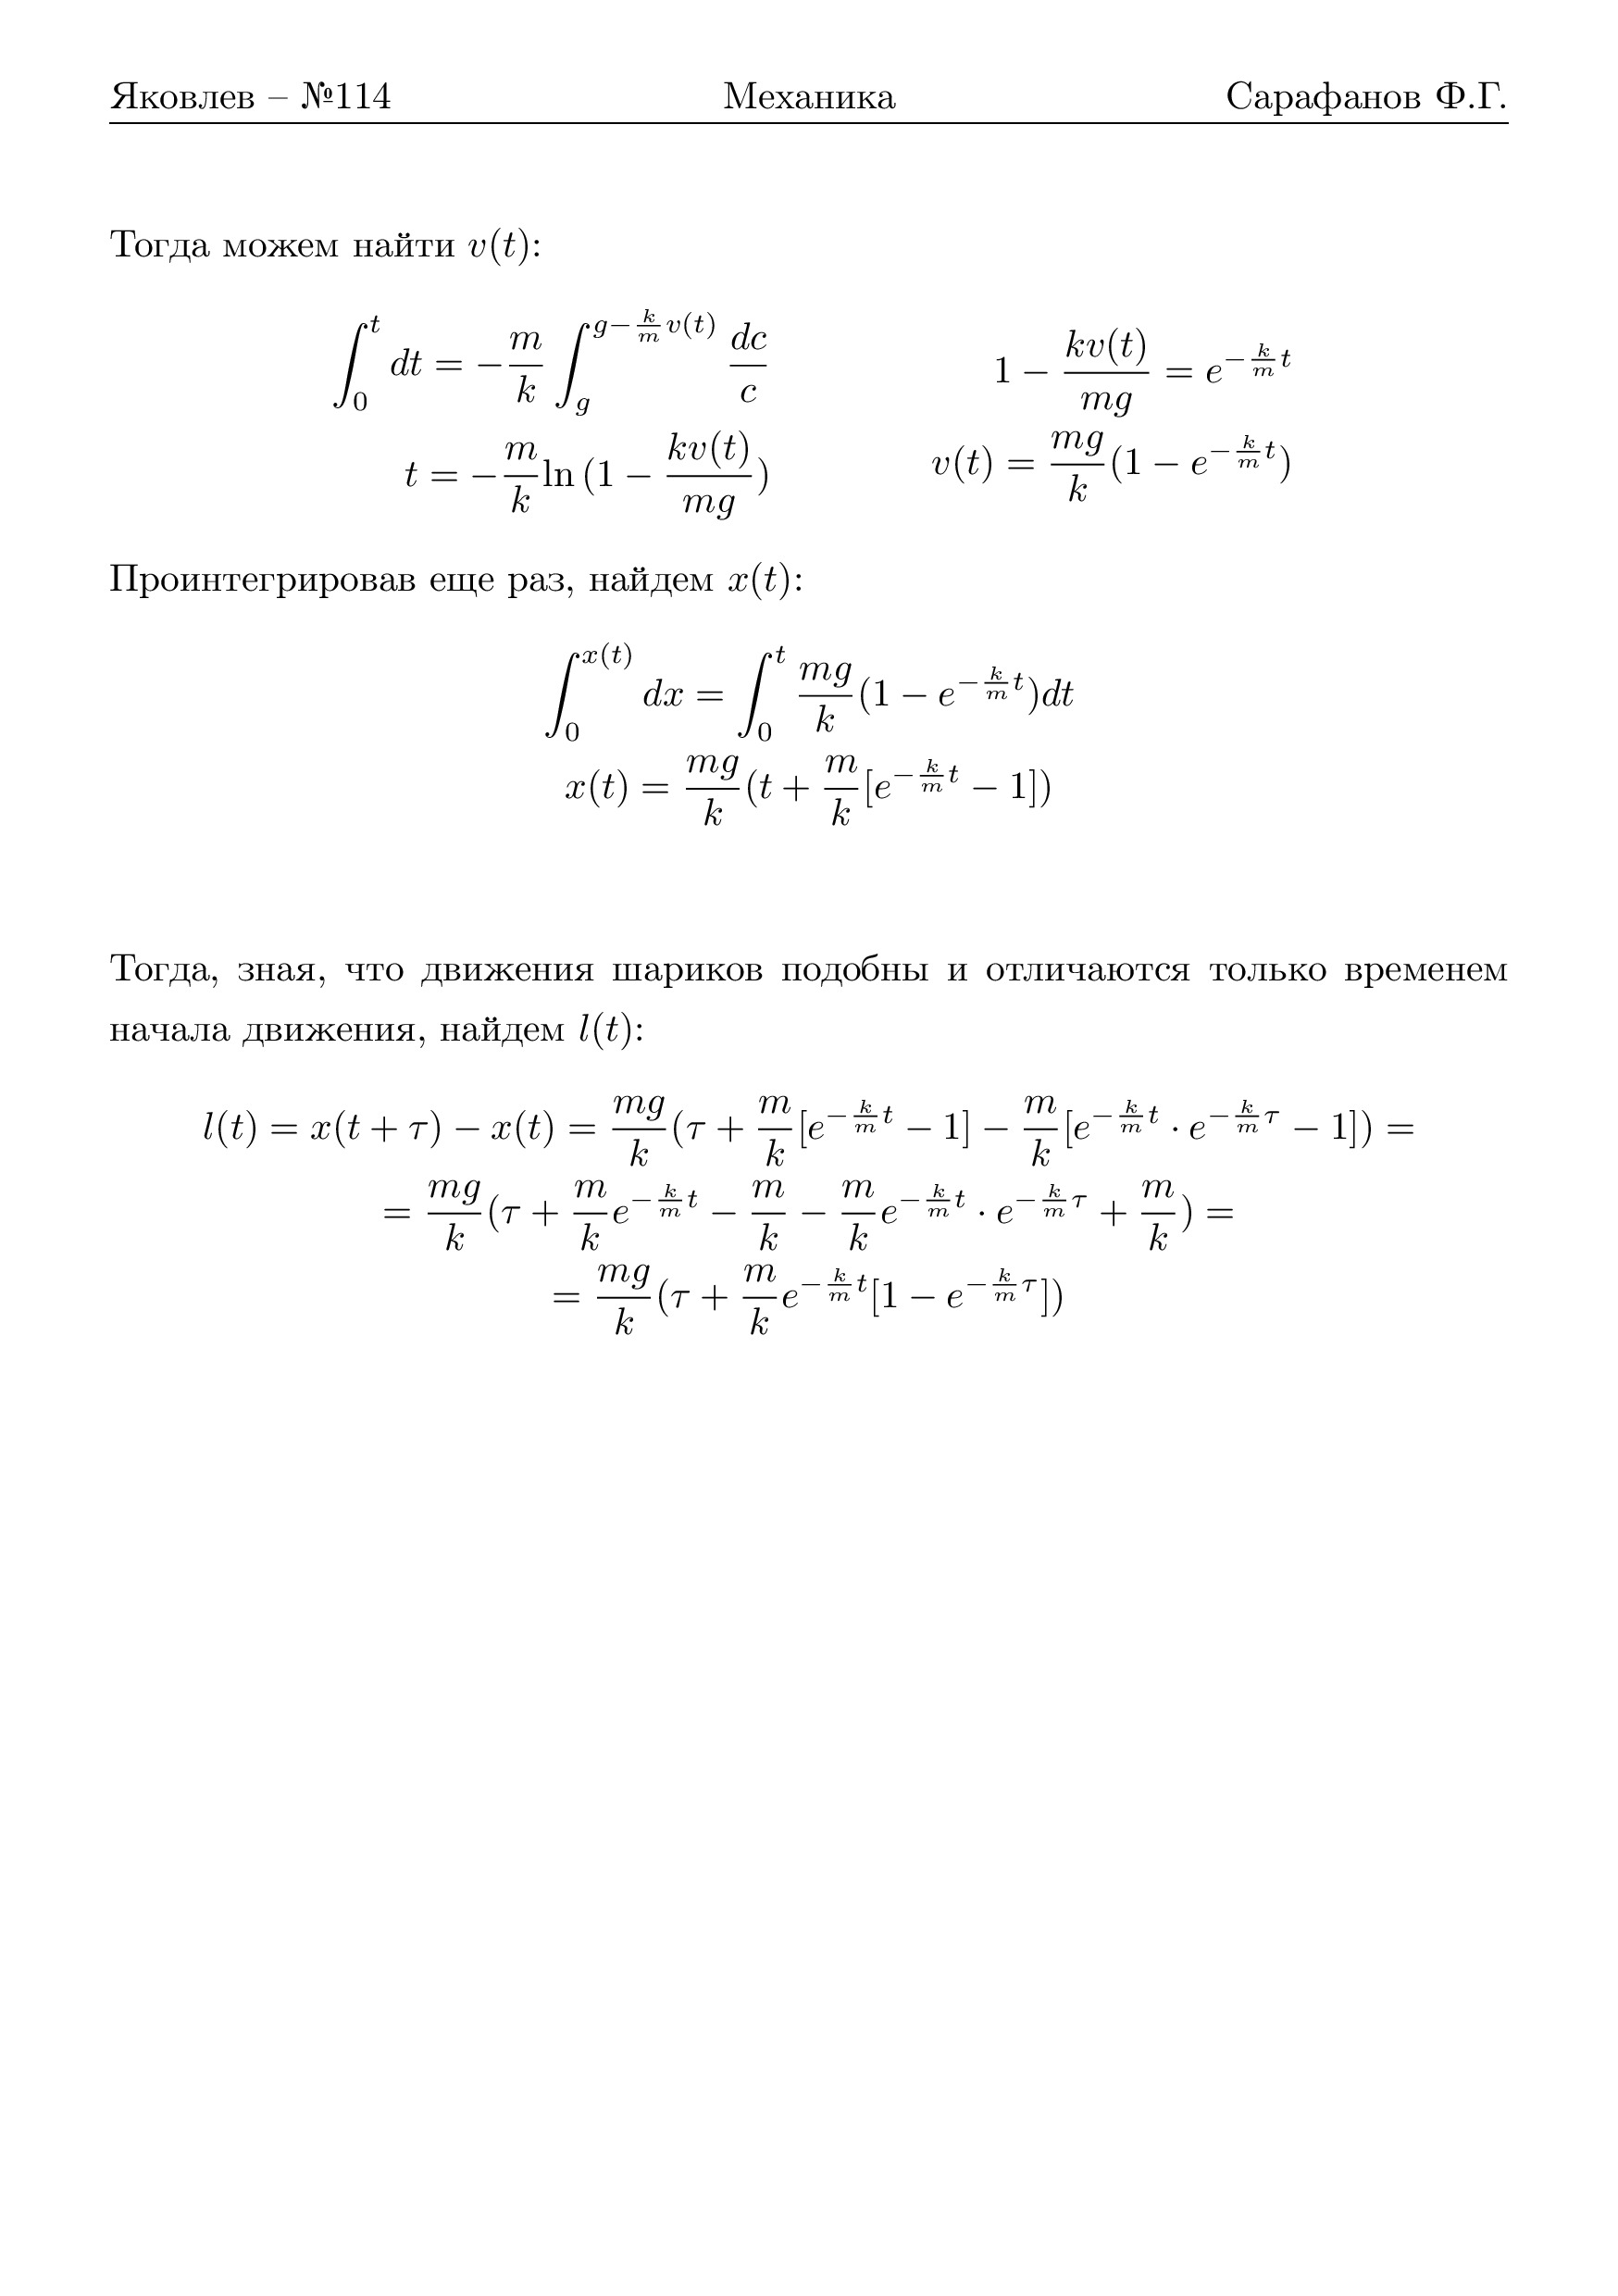 Яковлев – №114 Механика Сарафанов Ф.Г.
Тогда можем найти $v(t)$:
$\int_0^t dt = -\frac{m}{k} \int_g^{g-\frac{k}{m}v(t)} \frac{dc}{c}$
$t = -\frac{m}{k} \ln(1 - \frac{kv(t)}{mg})$
$1 - \frac{kv(t)}{mg} = e^{-\frac{k}{m}t}$
$v(t) = \frac{mg}{k}(1 - e^{-\frac{k}{m}t})$
Проинтегрировав еще раз, найдем $x(t)$:
$\int_0^{x(t)} dx = \int_0^t \frac{mg}{k}(1 - e^{-\frac{k}{m}t})dt$
$x(t) = \frac{mg}{k}(t + \frac{m}{k}[e^{-\frac{k}{m}t} - 1])$
Тогда, зная, что движения шариков подобны и отличаются только временем
начала движения, найдем $l(t)$:
$l(t) = x(t + \tau) - x(t) = \frac{mg}{k}(\tau + \frac{m}{k}[e^{-\frac{k}{m}t} - 1] - \frac{m}{k}[e^{-\frac{k}{m}t} \cdot e^{-\frac{k}{m}\tau} - 1]) =$
$= \frac{mg}{k}(\tau + \frac{m}{k}e^{-\frac{k}{m}t} - \frac{m}{k} - \frac{m}{k}e^{-\frac{k}{m}t} \cdot e^{-\frac{k}{m}\tau} + \frac{m}{k}) =$
$= \frac{mg}{k}(\tau + \frac{m}{k}e^{-\frac{k}{m}t}[1 - e^{-\frac{k}{m}\tau}])$